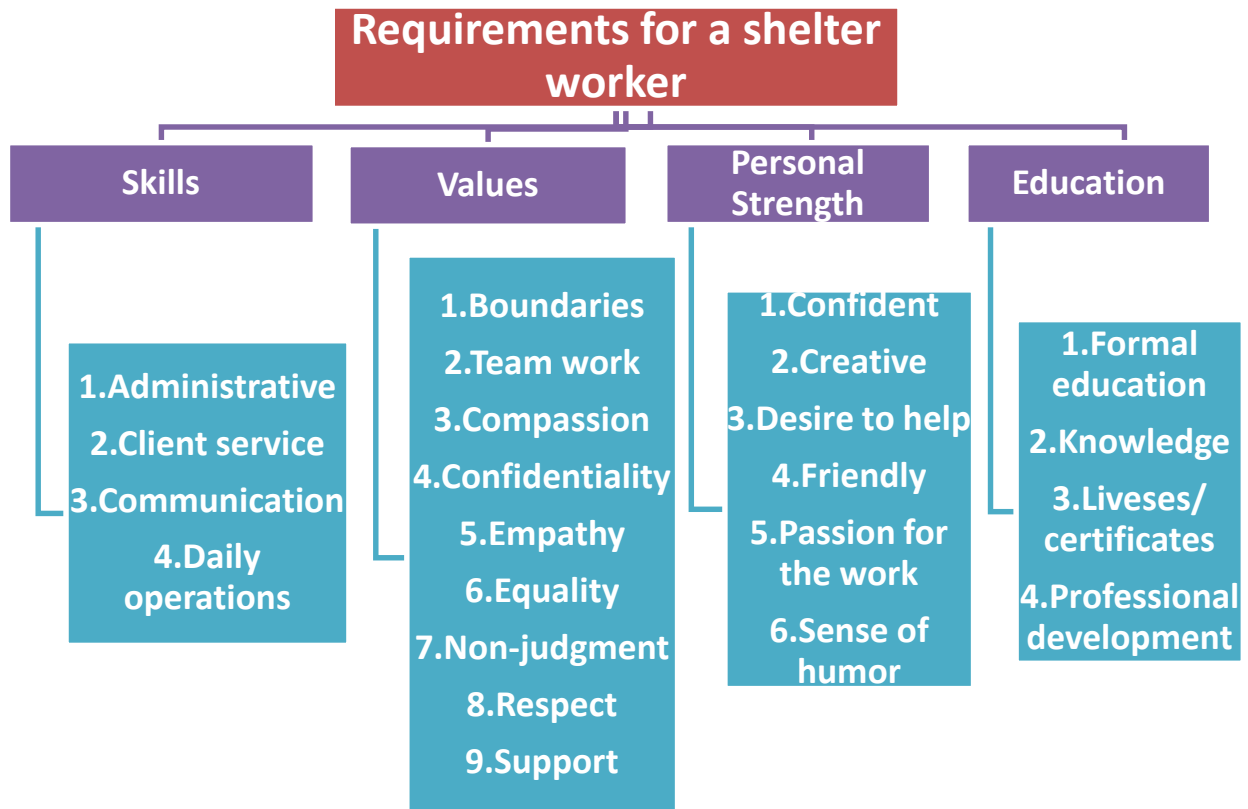 Requirements for a shelter
worker
Skills
Values
Personal
Strength
Education
1.Administrative
2.Client service
3.Communication
4.Daily
operations
1.Boundaries
2.Team work
3.Compassion
4.Confidentiality
5.Empathy
6.Equality
7.Non-judgment
8.Respect
9.Support
1.Confident
2.Creative
3.Desire to help
4.Friendly
5.Passion for
the work
6.Sense of
humor
1.Formal
education
2.Knowledge
3.Liveses/
certificates
4.Professional
development